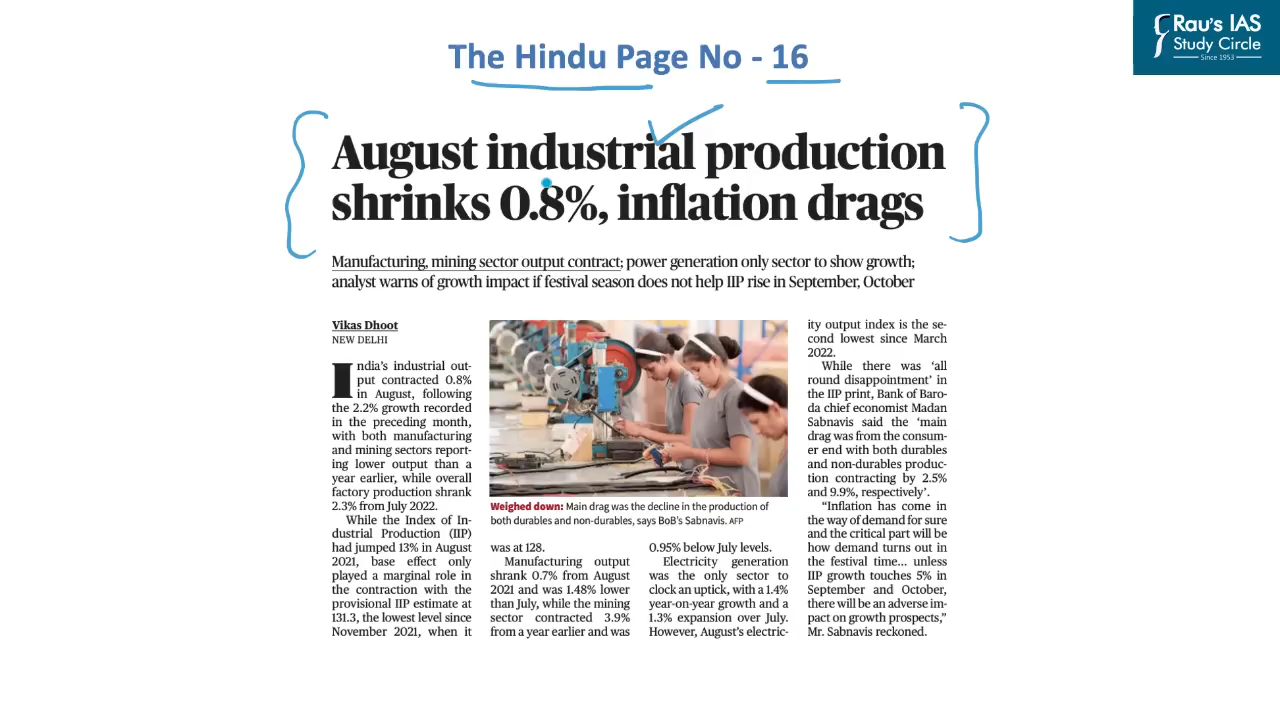 The Hindu Page No - 16
Rau's IAS
Study Circle
Since 1953
August industrial production
shrinks 0.8%, inflation drags
Manufacturing, mining sector output contract; power generation only sector to show growth;
analyst warns of growth impact if festival season does not help IIP rise in September, October
Vikas Dhoot
NEW DELHI
India's industrial out-
put contracted 0.8%
in August, following
the 2.2% growth recorded
in the preceding month,
with both manufacturing
and mining sectors report-
ing lower output than a
year earlier, while overall
factory production shrank
2.3% from July 2022.
While the Index of In-
dustrial Production (IIP)
had jumped 13% in August
2021, base effect only
played a marginal role in
the contraction with the
provisional IIP estimate at
131.3, the lowest level since
November 2021, when it
Weighed down: Main drag was the decline in the production of
both durables and non-durables, says BoB's Sabnavis. AFP
was at 128.
Manufacturing output
shrank 0.7% from August
2021 and was 1.48% lower
than July, while the mining
sector contracted 3.9%
from a year earlier and was
0.95% below July levels.
Electricity generation
was the only sector to
clock an uptick, with a 1.4%
year-on-year growth and a
1.3% expansion over July.
However, August's electric-
ity output index is the se-
cond lowest since March
2022.
While there was 'all
round disappointment' in
the IIP print, Bank of Baro-
da chief economist Madan
Sabnavis said the 'main
drag was from the consum-
er end with both durables
and non-durables produc-
tion contracting by 2.5%
and 9.9%, respectively'.
"Inflation has come in
the way of demand for sure
and the critical part will be
how demand turns out in
the festival time... unless
IIP growth touches 5% in
September and October,
there will be an adverse im-
pact on growth prospects,"
Mr. Sabnavis reckoned.